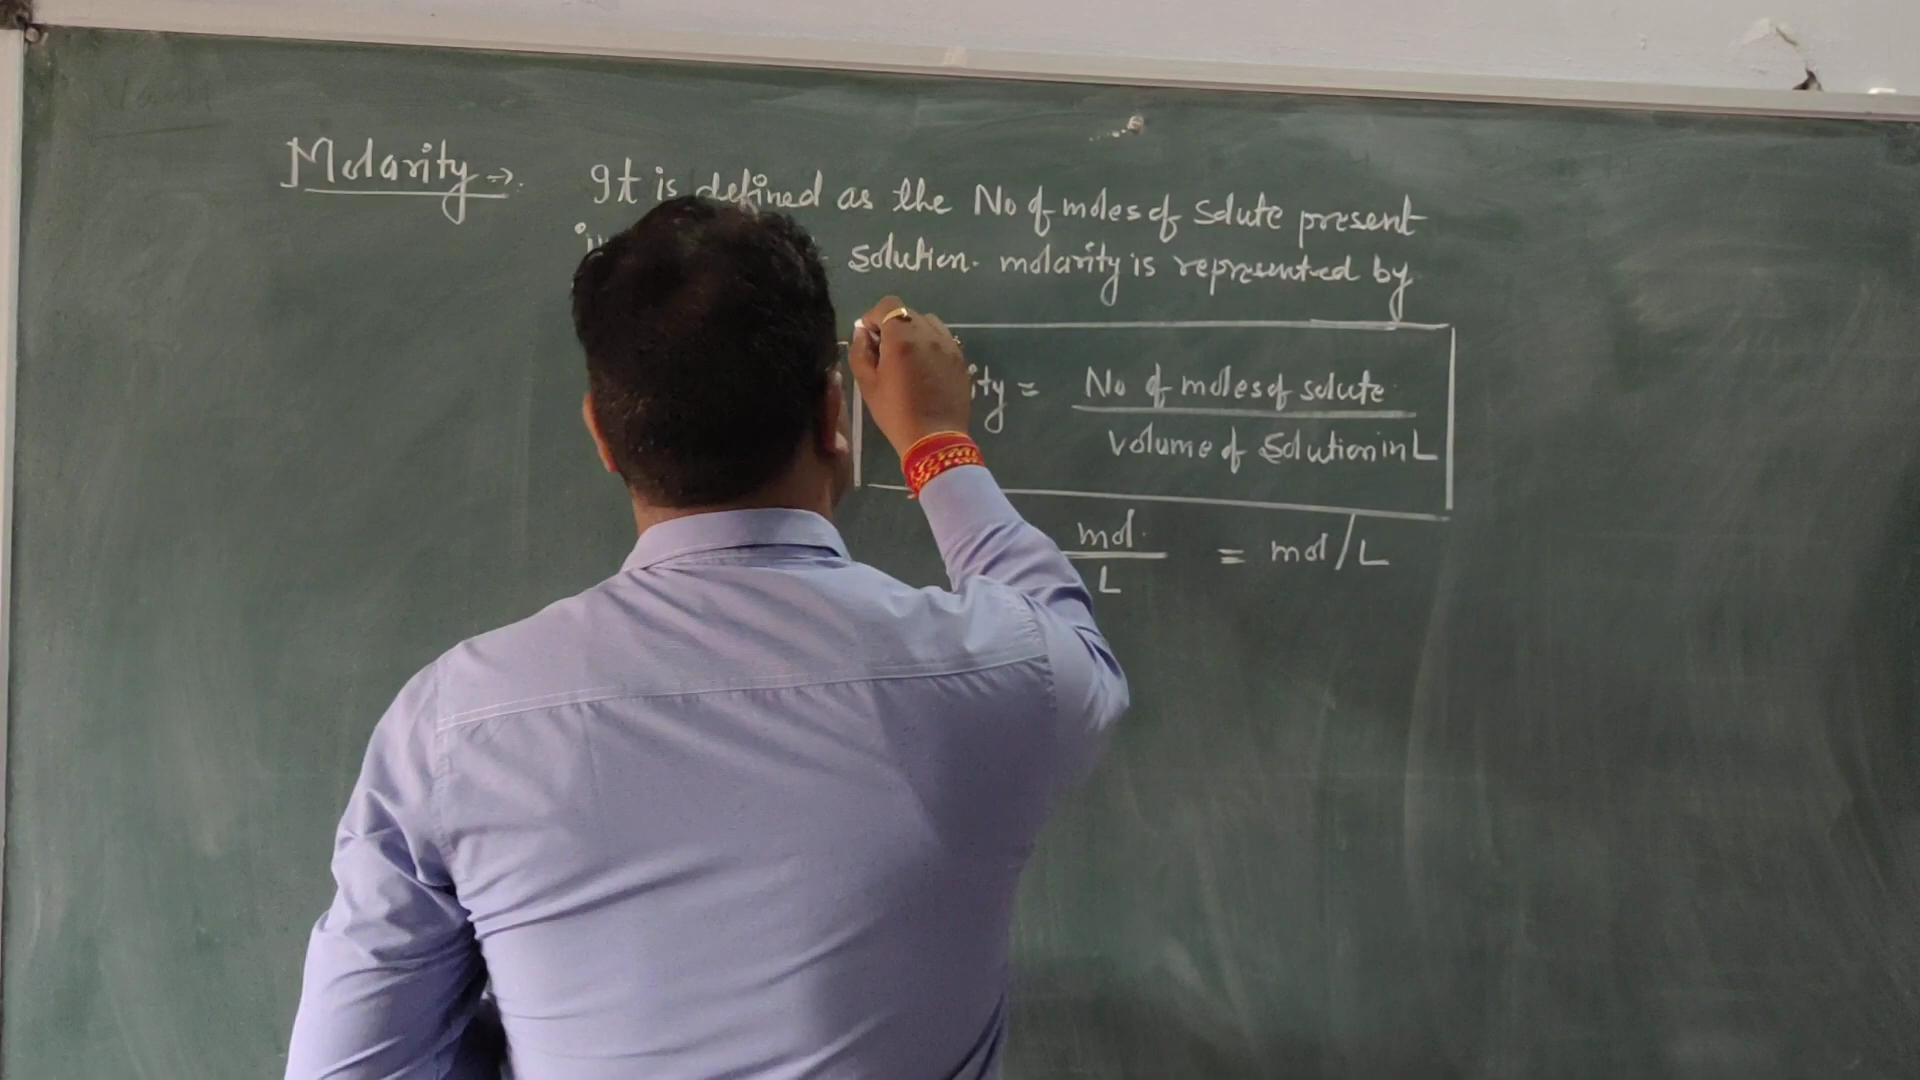 Molarity →. It is defined as the No of moles of solute present
solution. molarity is represented by
ity = No of moles of solute
volume of solution in L
mol.
L
= mol/L